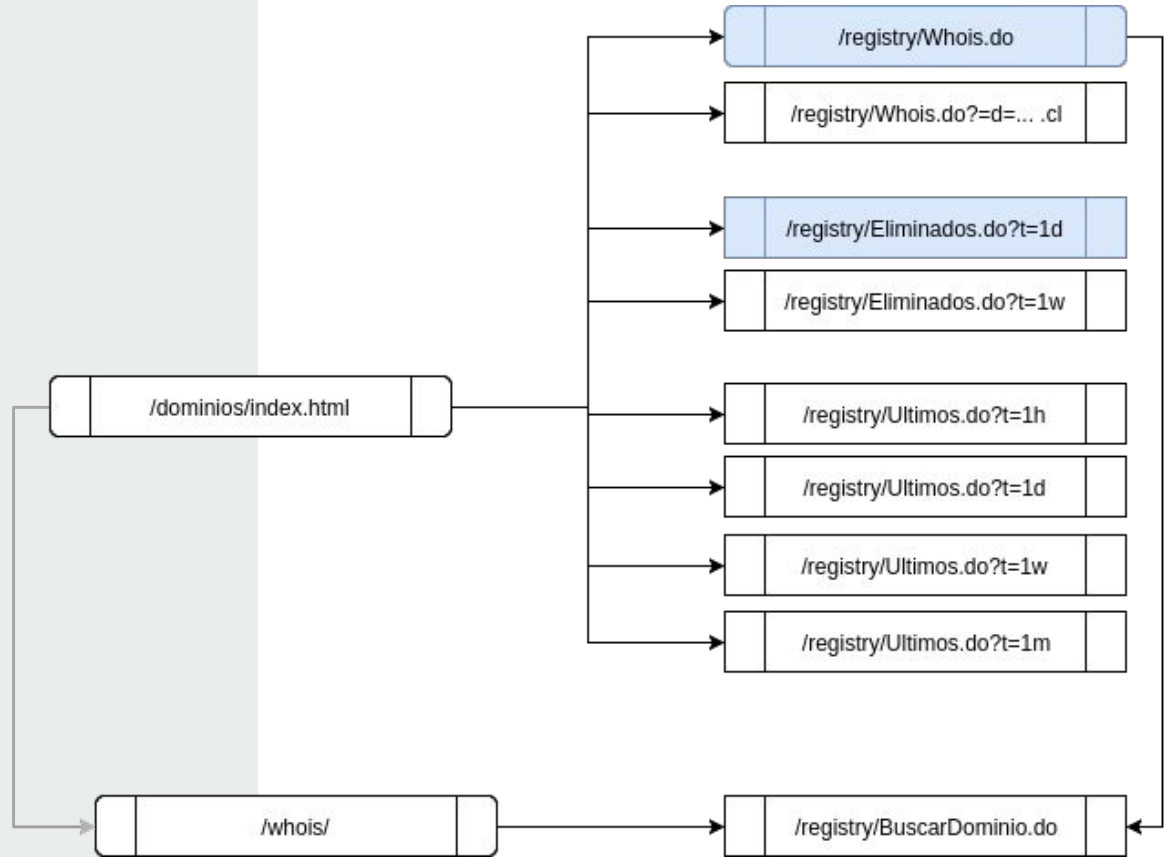 /registry/Whois.do
/registry/Whois.do?=d=... .cl
/registry/Eliminados.do?t=1d
/registry/Eliminados.do?t=1w
/dominios/index.html
/registry/Ultimos.do?t=1h
/registry/Ultimos.do?t=1d
/registry/Ultimos.do?t=1w
/registry/Ultimos.do?t=1m
/whois/
/registry/BuscarDominio.do